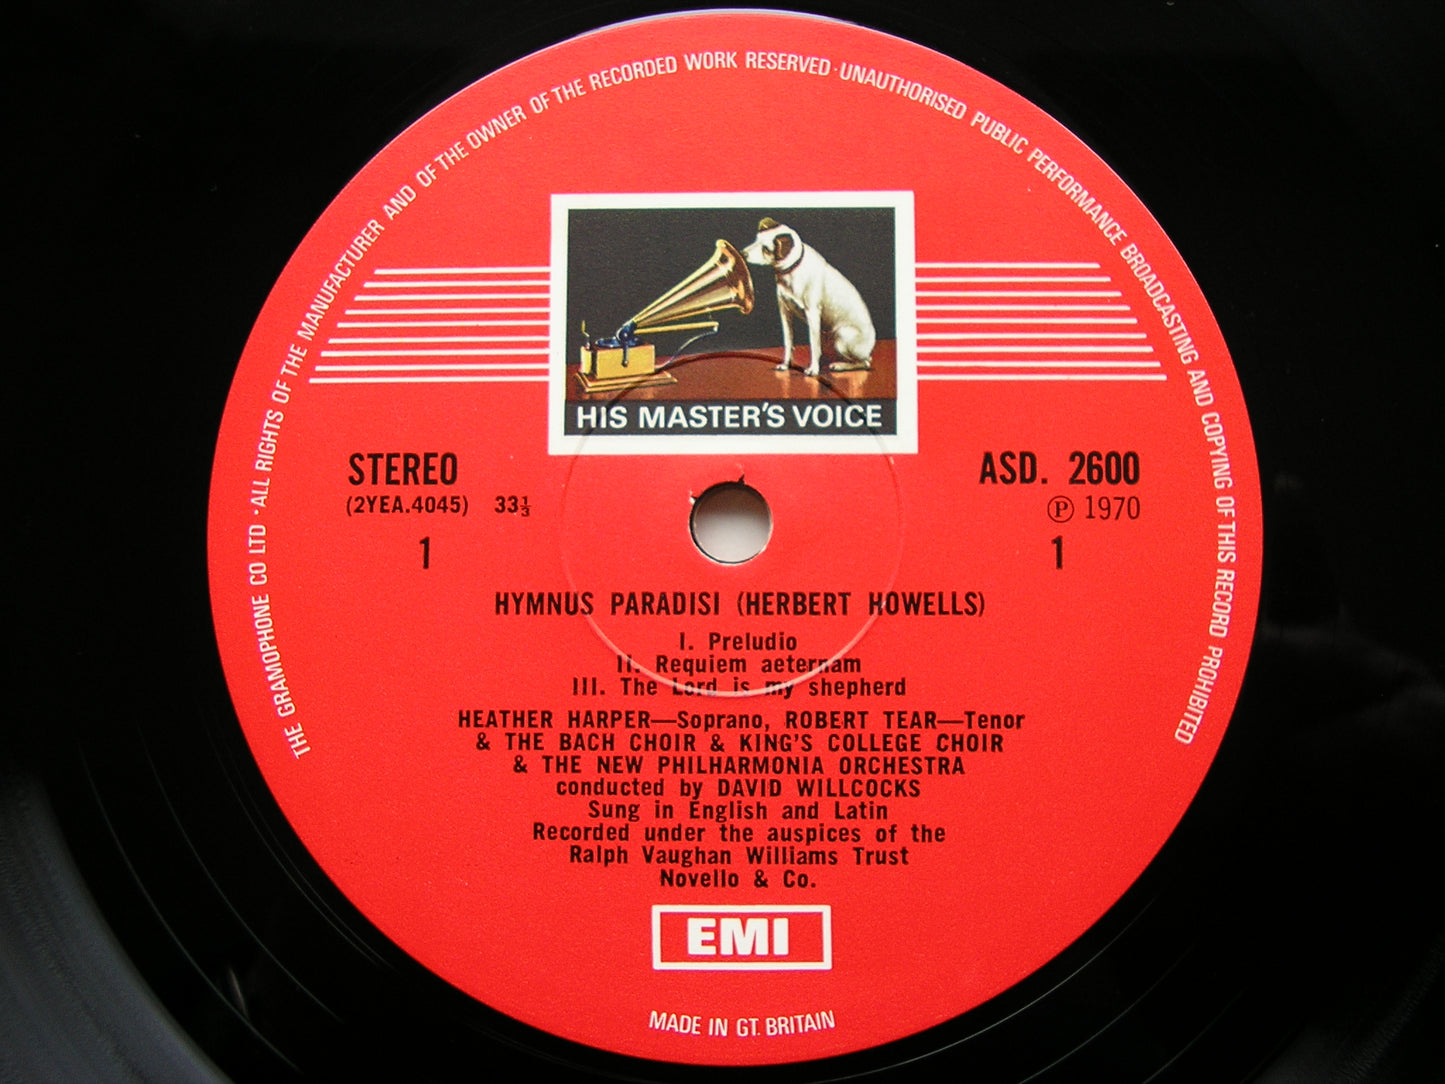 THE GRAMOPHONE CO LTD · ALL RIGHTS OF THE MANUFACTURER AND OF THE OWNER OF THE RECORDED WORK RESERVED · UNAUTHORISED PUBLIC PERFORMANCE BROADCASTING AND COPYING OF THIS RECORD PROHIBITED
HIS MASTER'S VOICE
STEREO
(2YEA.4045) 33⅓
1
ASD. 2600
℗ 1970
1
HYMNUS PARADISI (HERBERT HOWELLS)
I. Preludio
II. Requiem aeternam
III. The Lord is my shepherd
HEATHER HARPER—Soprano, ROBERT TEAR—Tenor
& THE BACH CHOIR & KING'S COLLEGE CHOIR
& THE NEW PHILHARMONIA ORCHESTRA
conducted by DAVID WILLCOCKS
Sung in English and Latin
Recorded under the auspices of the
Ralph Vaughan Williams Trust
Novello & Co.
EMI
MADE IN GT. BRITAIN